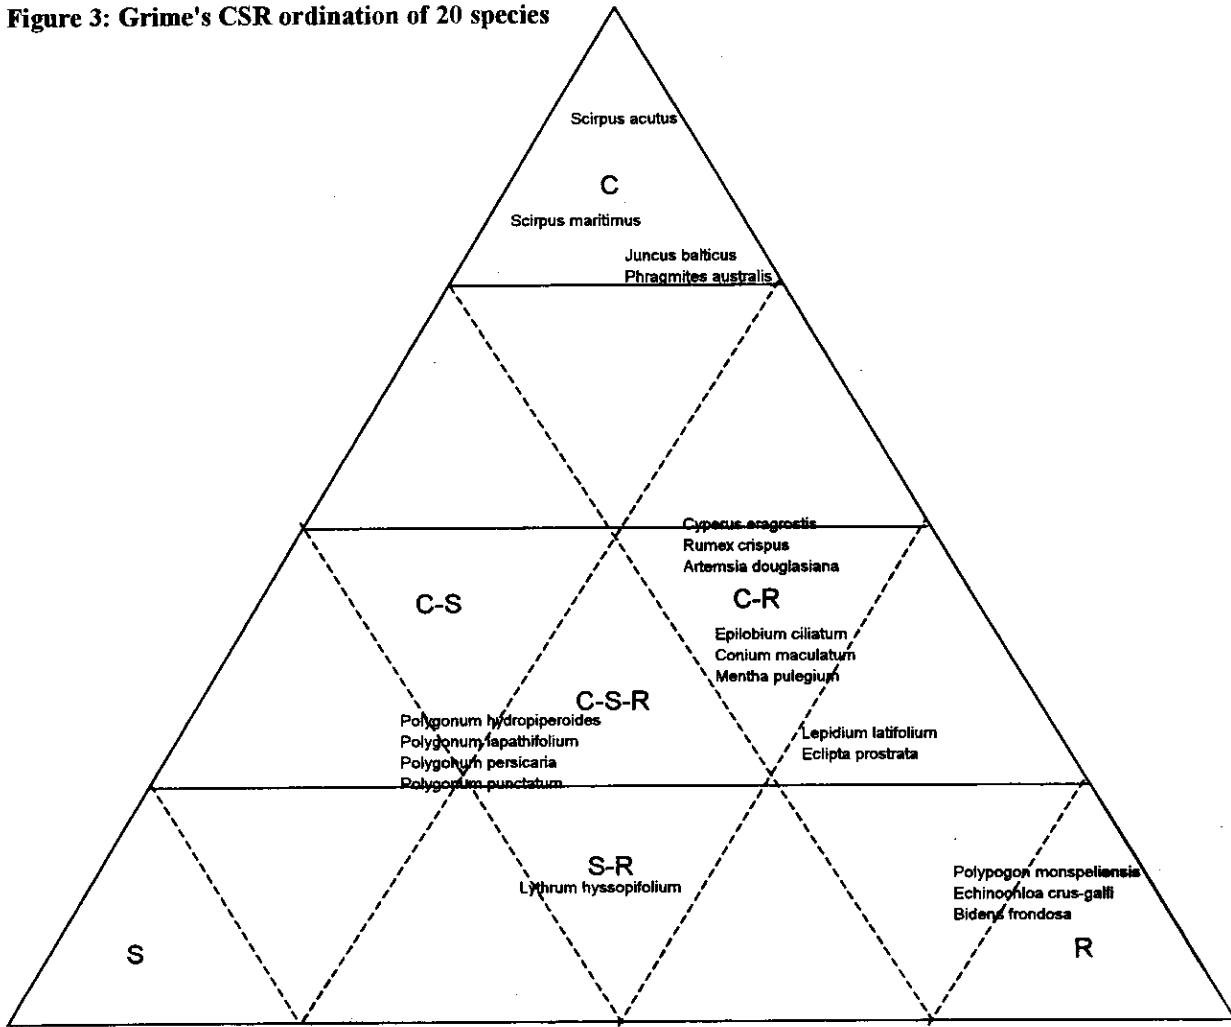 Figure 3: Grime's CSR ordination of 20 species
Scirpus acutus
C
Scirpus maritimus
Juncus balticus
Phragmites australis
Cyperus eragrostis
Rumex crispus
Artemsia douglasiana
C-S
C-R
Epilobium ciliatum
Conium maculatum
Mentha pulegium
C-S-R
Polygonum hydropiperoides
Polygonum lapathifolium
Polygonum persicaria
Polygonum punctatum
Lepidium latifolium
Eclipta prostrata
S-R
Lythrum hyssopifolium
Polypogon monspeliensis
Echinochloa crus-galli
Bidens frondosa
S
R